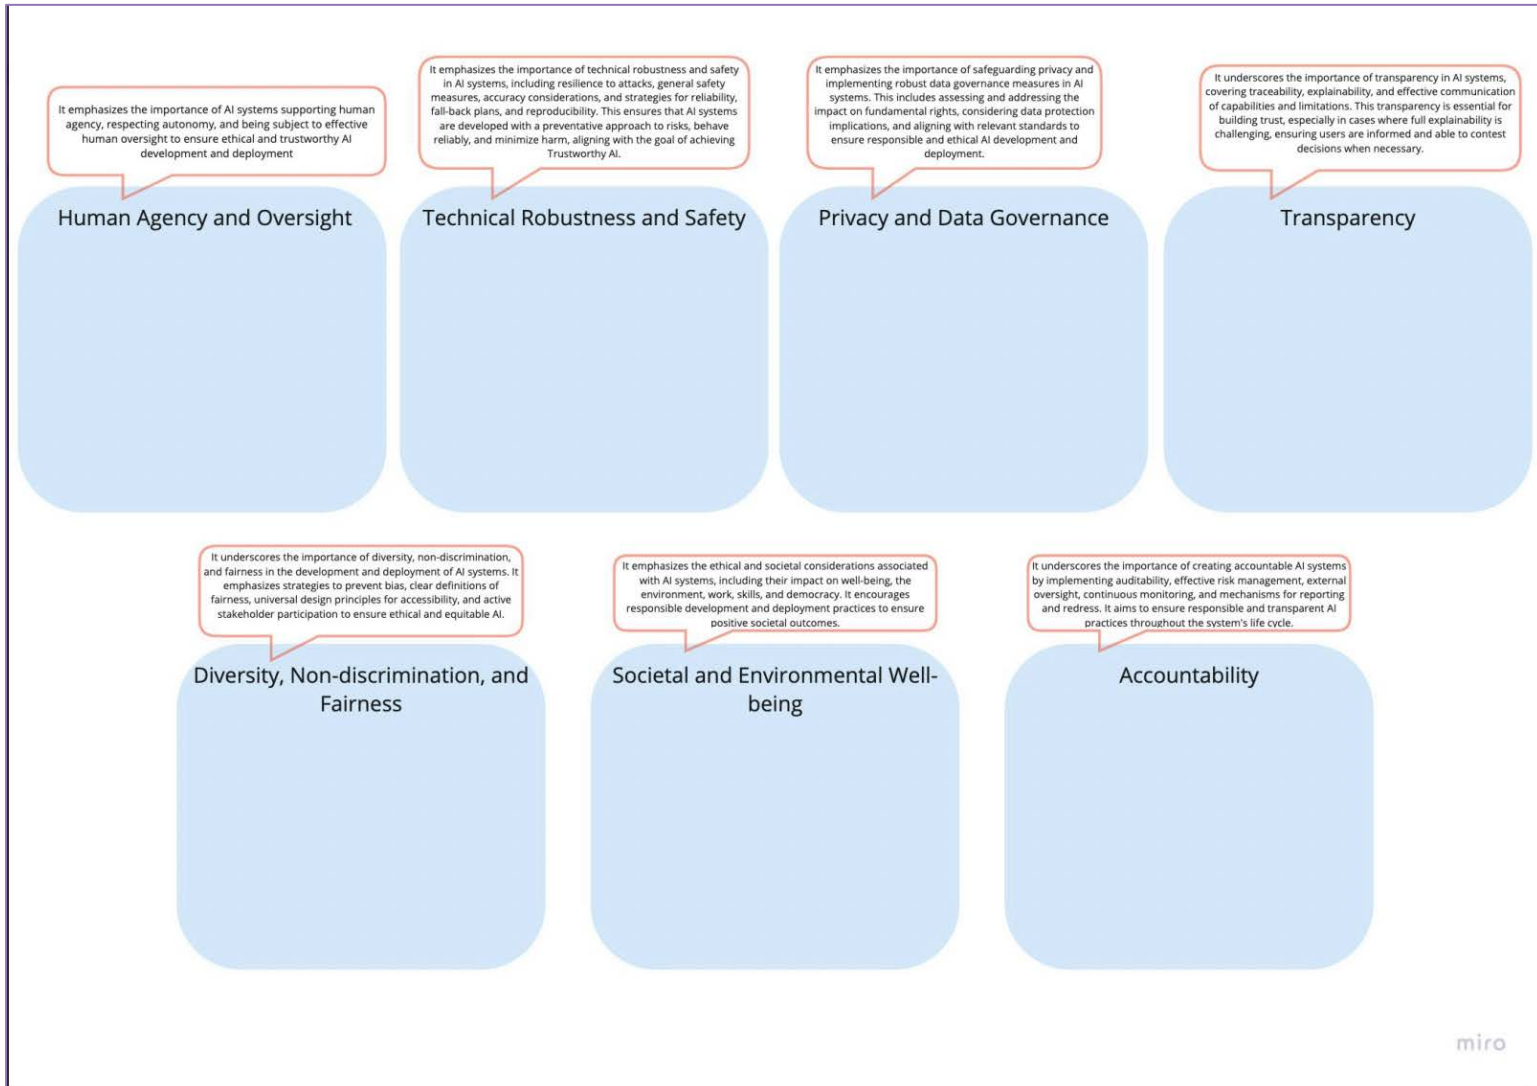 It emphasizes the importance of AI systems supporting human
agency, respecting autonomy, and being subject to effective
human oversight to ensure ethical and trustworthy AI
development and deployment
Human Agency and Oversight
It emphasizes the importance of technical robustness and safety
in AI systems, including resilience to attacks, general safety
measures, accuracy considerations, and strategies for reliability,
fall-back plans, and reproducibility. This ensures that AI systems
are developed with a preventative approach to risks, behave
reliably, and minimize harm, aligning with the goal of achieving
Trustworthy AI.
Technical Robustness and Safety
It emphasizes the importance of safeguarding privacy and
implementing robust data governance measures in AI
systems. This includes assessing and addressing the
impact on fundamental rights, considering data protection
implications, and aligning with relevant standards to
ensure responsible and ethical AI development and
deployment.
Privacy and Data Governance
It underscores the importance of transparency in AI systems,
covering traceability, explainability, and effective communication
of capabilities and limitations. This transparency is essential for
building trust, especially in cases where full explainability is
challenging, ensuring users are informed and able to contest
decisions when necessary.
Transparency
It underscores the importance of diversity, non-discrimination,
and fairness in the development and deployment of AI systems. It
emphasizes strategies to prevent bias, clear definitions of
fairness, universal design principles for accessibility, and active
stakeholder participation to ensure ethical and equitable AI.
Diversity, Non-discrimination, and
Fairness
It emphasizes the ethical and societal considerations associated
with AI systems, including their impact on well-being, the
environment, work, skills, and democracy. It encourages
responsible development and deployment practices to ensure
positive societal outcomes.
Societal and Environmental Well-
being
It underscores the importance of creating accountable AI systems
by implementing auditability, effective risk management, external
oversight, continuous monitoring, and mechanisms for reporting
and redress. It aims to ensure responsible and transparent AI
practices throughout the system's life cycle.
Accountability
miro